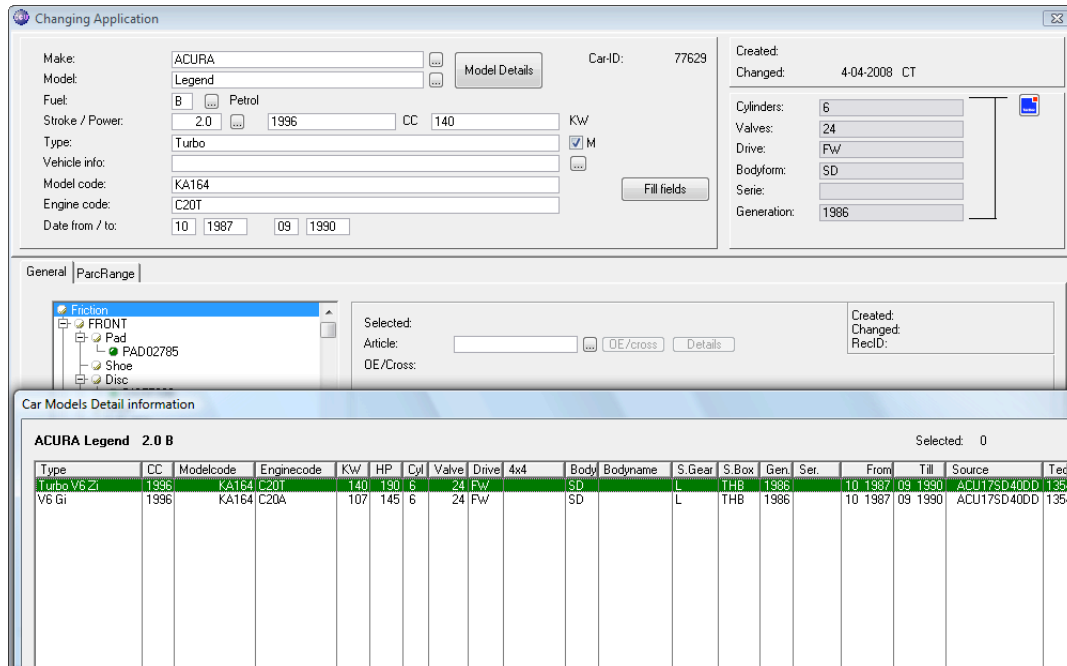 Changing Application
Make: ACURA ... Model Details Car-ID: 77629
Model: Legend ...
Fuel: B ... Petrol
Stroke / Power: 2.0 ... 1996 CC 140 KW
Type: Turbo M
Vehicle info: ...
Model code: KA164 Fill fields
Engine code: C20T
Date from / to: 10 1987 09 1990
Created:
Changed: 4-04-2008 CT
Cylinders: 6
Valves: 24
Drive: FW
Bodyform: SD
Serie:
Generation: 1986
General ParcRange
Friction
FRONT
Pad
PAD02785
Shoe
Disc
Selected:
Article: ... OE/cross Details
OE/Cross:
Created:
Changed:
RecID:
Car Models Detail information
ACURA Legend 2.0 B Selected: 0
Type CC Modelcode Enginecode KW HP Cyl Valve Drive 4x4 Body Bodyname S.Gear S.Box Gen. Ser. From Till Source Tec
Turbo V6 Zi 1996 KA164 C20T 140 190 6 24 FW SD L THB 1986 10 1987 09 1990 ACU17SD40DD 135
V6 Gi 1996 KA164 C20A 107 145 6 24 FW SD L THB 1986 10 1987 09 1990 ACU17SD40DD 135